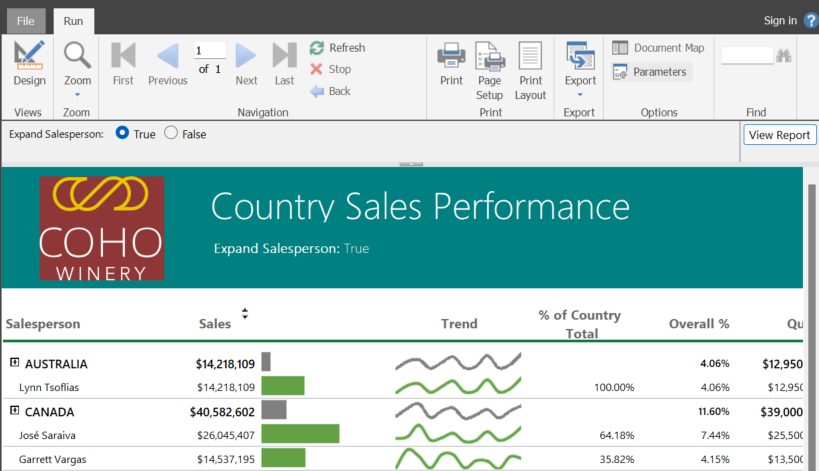 File Run Sign in ?
Design Zoom First Previous 1 of 1 Next Last Refresh Stop Back Print Page Setup Print Layout Export Document Map Parameters
Views Zoom Navigation Print Export Options Find
Expand Salesperson: True False View Report
COHO
WINERY
Country Sales Performance
Expand Salesperson: True
Salesperson Sales Trend % of Country Total Overall % Qu
AUSTRALIA $14,218,109 4.06% $12,950
Lynn Tsoflias $14,218,109 100.00% 4.06% $12,950
CANADA $40,582,602 11.60% $39,000
José Saraiva $26,045,407 64.18% 7.44% $25,500
Garrett Vargas $14,537,195 35.82% 4.15% $13,500